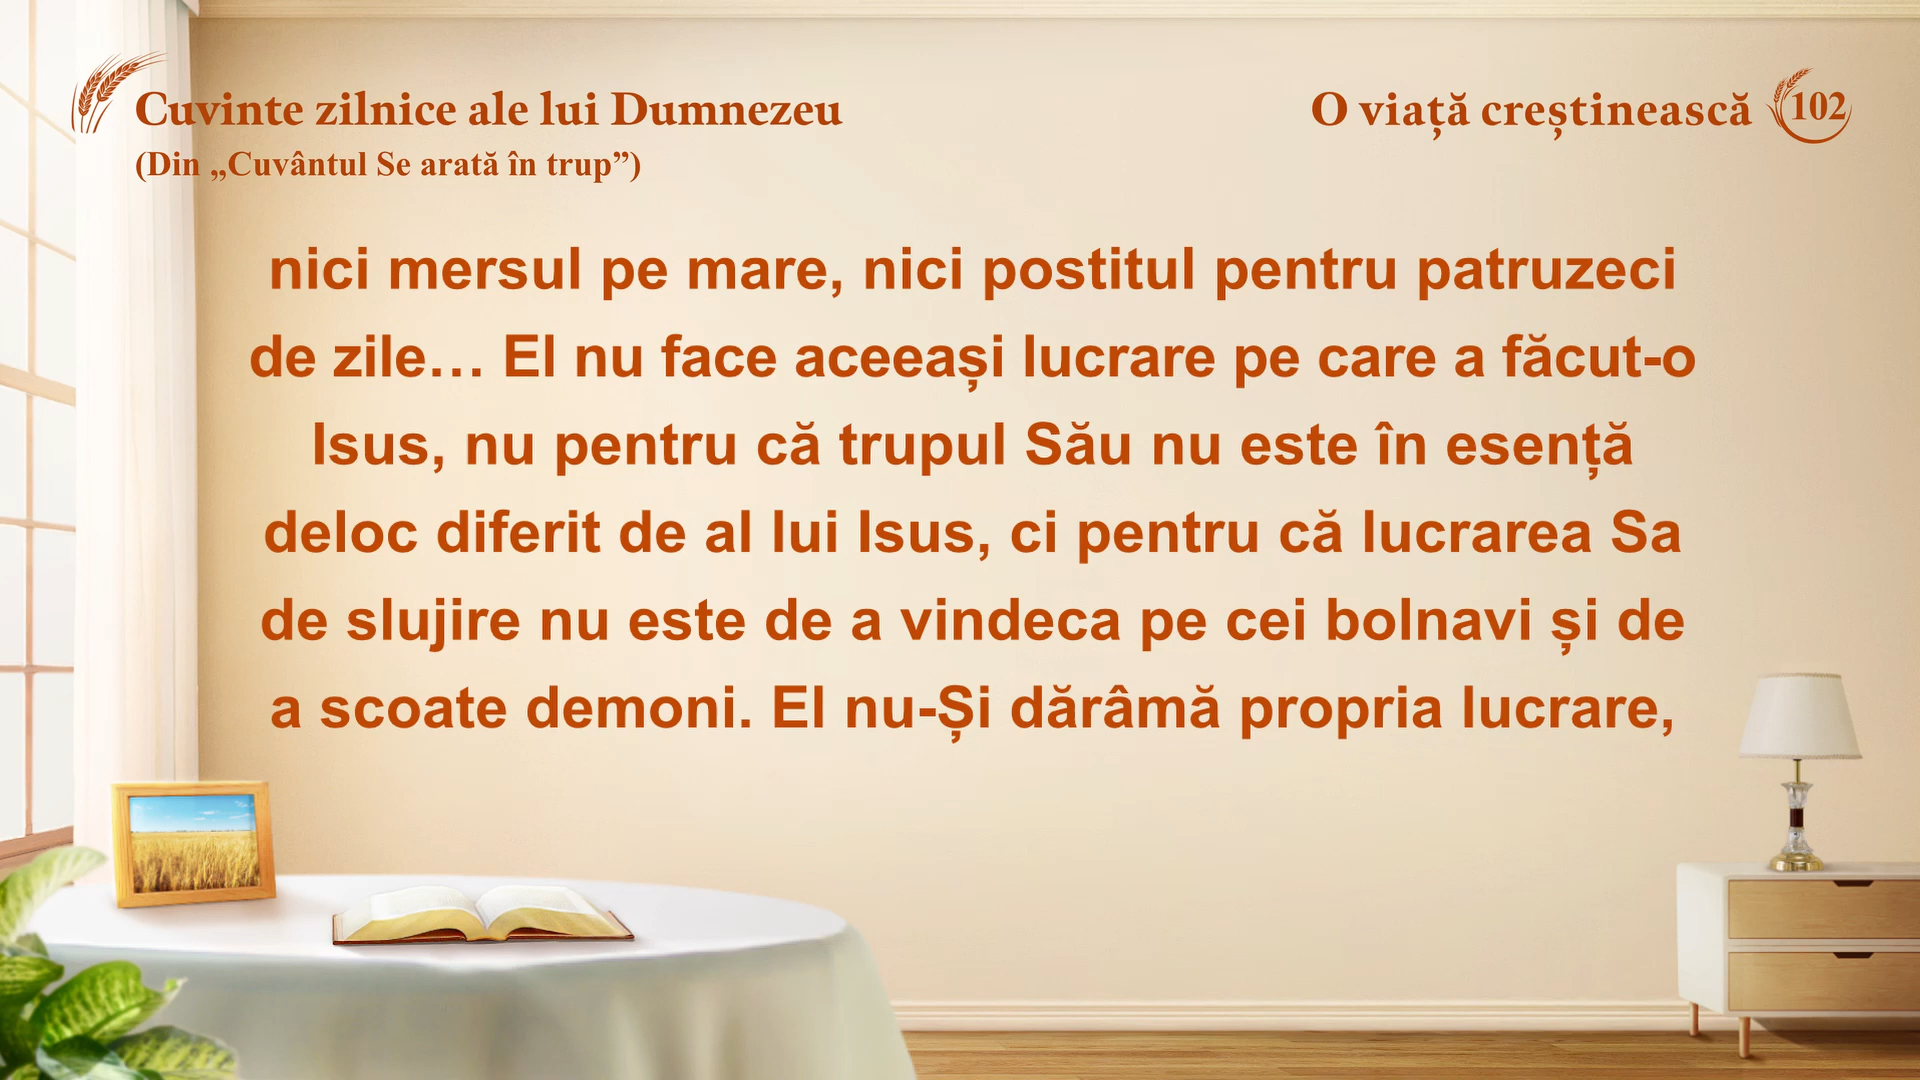 Cuvinte zilnice ale lui Dumnezeu
(Din „Cuvântul Se arată în trup”)
O viață creștinească 102
nici mersul pe mare, nici postitul pentru patruzeci
de zile… El nu face aceeași lucrare pe care a făcut-o
Isus, nu pentru că trupul Său nu este în esență
deloc diferit de al lui Isus, ci pentru că lucrarea Sa
de slujire nu este de a vindeca pe cei bolnavi și de
a scoate demoni. El nu-Și dărâmă propria lucrare,